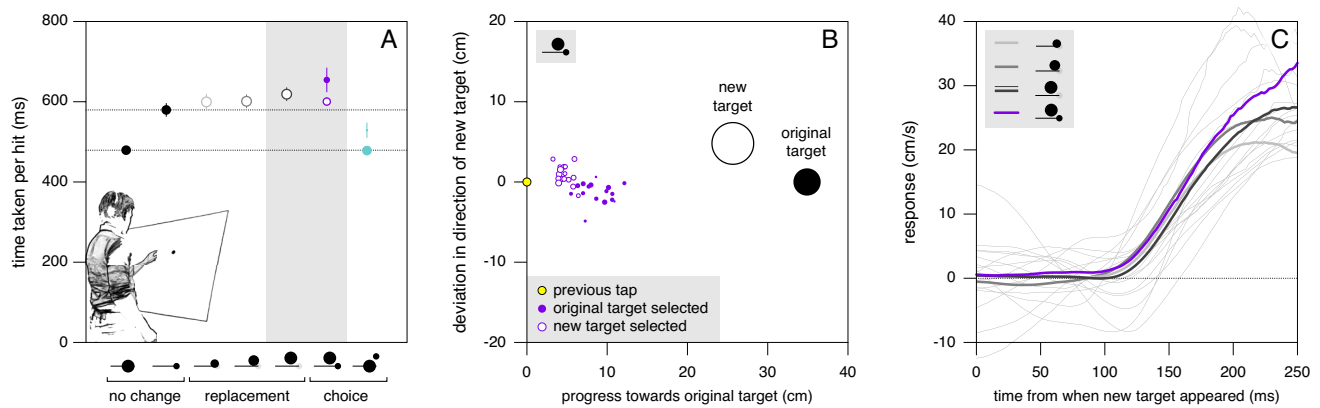 A
800
600
400
200
0
time taken per hit (ms)
no change
replacement
choice
B
20
10
0
-10
-20
deviation in direction of new target (cm)
new
target
original
target
previous tap
original target selected
new target selected
0
10
20
30
40
progress towards original target (cm)
C
40
30
20
10
0
-10
response (cm/s)
0
50
100
150
200
250
time from when new target appeared (ms)